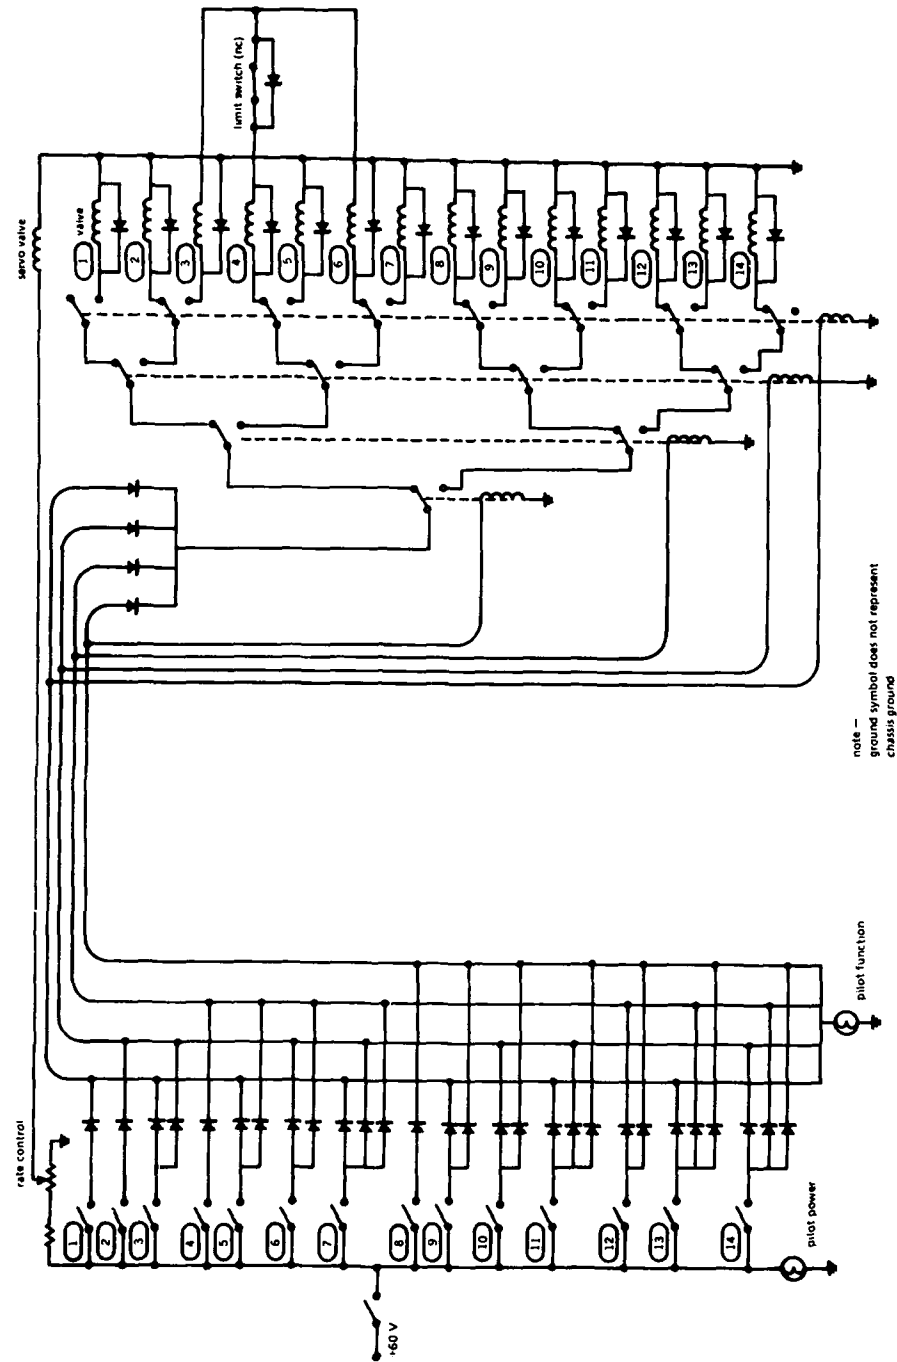 servo valve
valve
limit switch (nc)
1
2
3
4
5
6
7
8
9
10
11
12
13
14
rate control
1
2
3
4
5
6
7
8
9
10
11
12
13
14
+60 V
pilot power
pilot function
note –
ground symbol does not represent
chassis ground